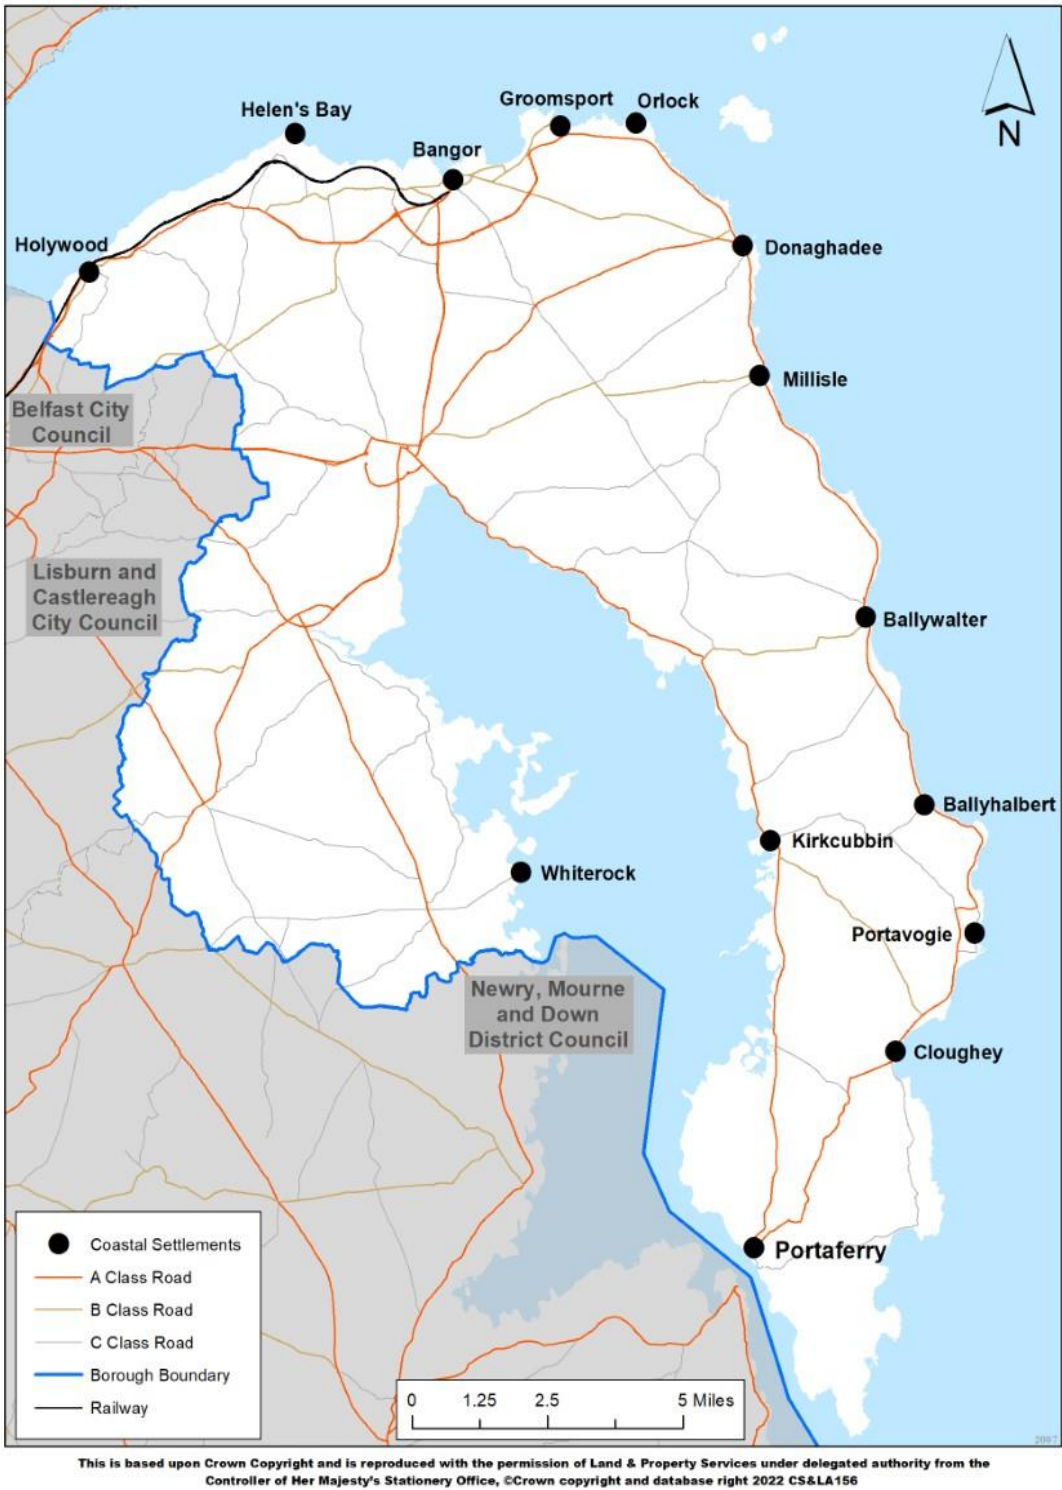 Groomsport
Orlock
Helen's Bay
Bangor
N
Holywood
Donaghadee
Millisle
Belfast City
Council
Lisburn and
Castlereagh
City Council
Ballywalter
Ballyhalbert
Kirkcubbin
Whiterock
Portavogie
Newry, Mourne
and Down
District Council
Cloughey
Portaferry
Coastal Settlements
A Class Road
B Class Road
C Class Road
Borough Boundary
Railway
0 1.25 2.5 5 Miles
This is based upon Crown Copyright and is reproduced with the permission of Land & Property Services under delegated authority from the
Controller of Her Majesty's Stationery Office, ©Crown copyright and database right 2022 CS&LA156